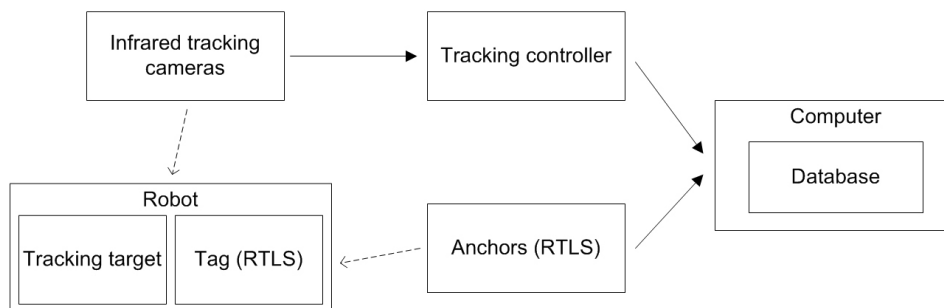 Infrared tracking
cameras
Tracking controller
Computer
Database
Robot
Tracking target
Tag (RTLS)
Anchors (RTLS)